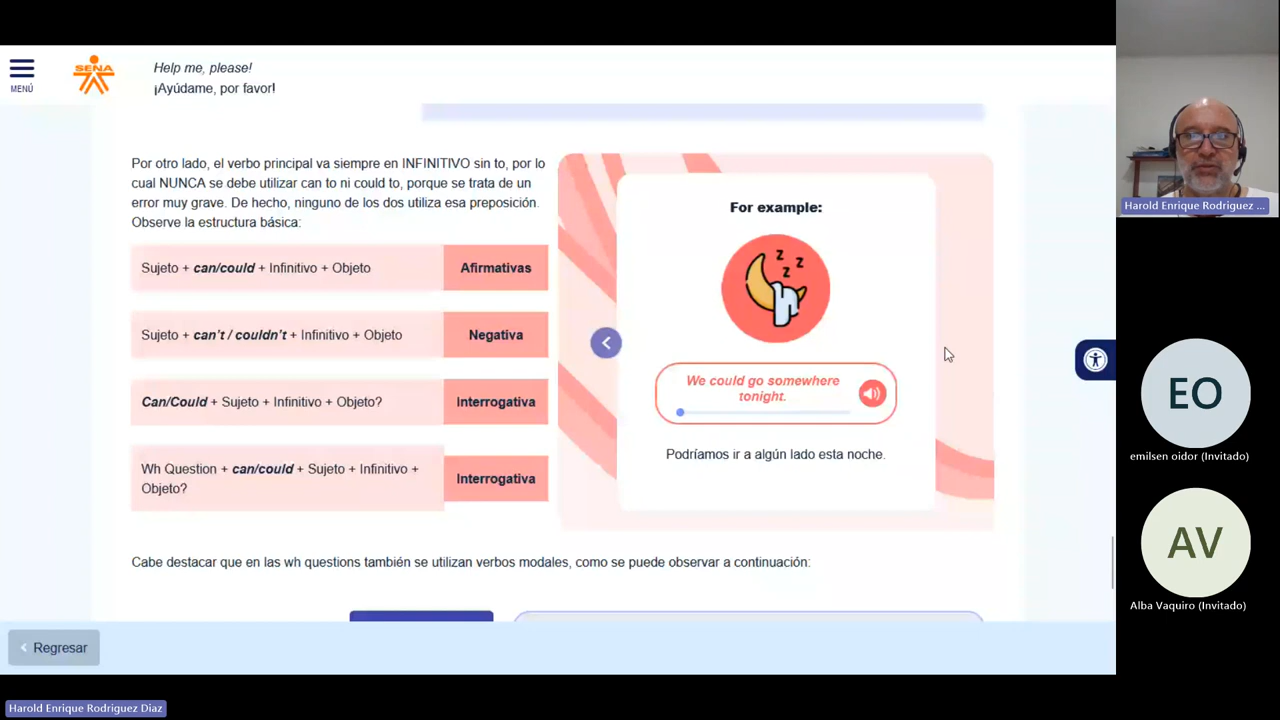 MENÚ
SENA
Help me, please!
¡Ayúdame, por favor!
Por otro lado, el verbo principal va siempre en INFINITIVO sin to, por lo
cual NUNCA se debe utilizar can to ni could to, porque se trata de un
error muy grave. De hecho, ninguno de los dos utiliza esa preposición.
Observe la estructura básica:
Sujeto + can/could + Infinitivo + Objeto
Afirmativas
Sujeto + can't / couldn't + Infinitivo + Objeto
Negativa
Can/Could + Sujeto + Infinitivo + Objeto?
Interrogativa
Wh Question + can/could + Sujeto + Infinitivo +
Objeto?
Interrogativa
For example:
z z z
We could go somewhere
tonight.
Podríamos ir a algún lado esta noche.
Cabe destacar que en las wh questions también se utilizan verbos modales, como se puede observar a continuación:
Regresar
Harold Enrique Rodriguez Diaz
Harold Enrique Rodriguez ...
EO
emilsen oidor (Invitado)
AV
Alba Vaquiro (Invitado)